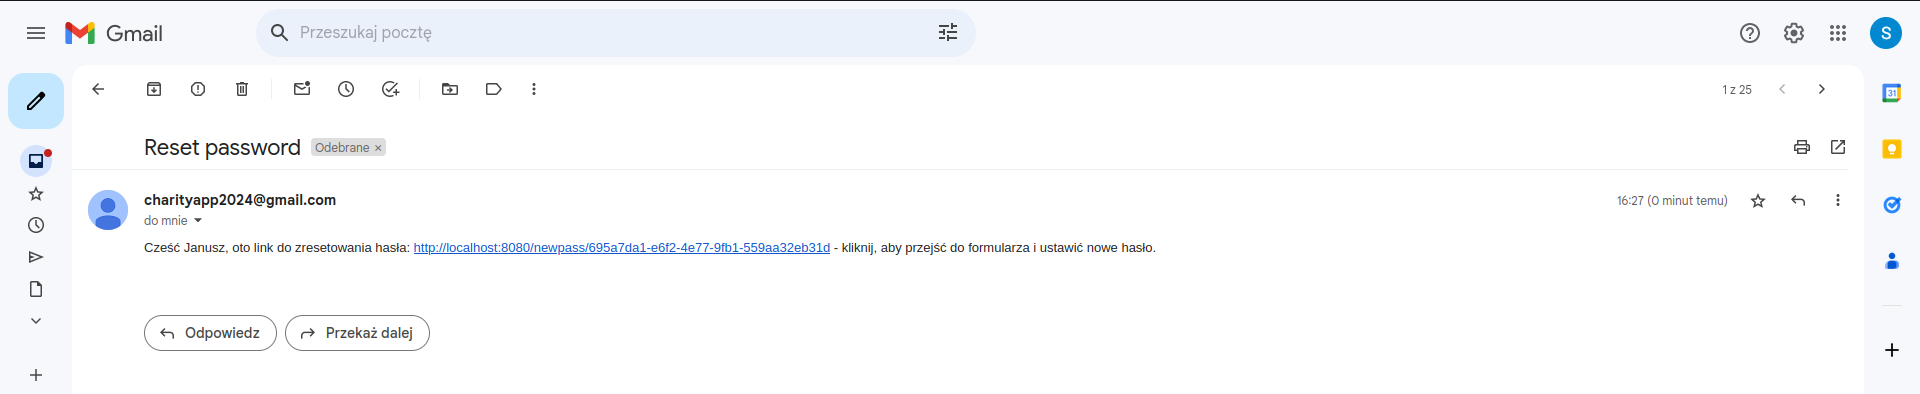 Gmail
Przeszukaj pocztę
S
1 z 25
31
Reset password Odebrane ×
charityapp2024@gmail.com
16:27 (0 minut temu)
do mnie
Cześć Janusz, oto link do zresetowania hasła: http://localhost:8080/newpass/695a7da1-e6f2-4e77-9fb1-559aa32eb31d - kliknij, aby przejść do formularza i ustawić nowe hasło.
Odpowiedz
Przekaż dalej